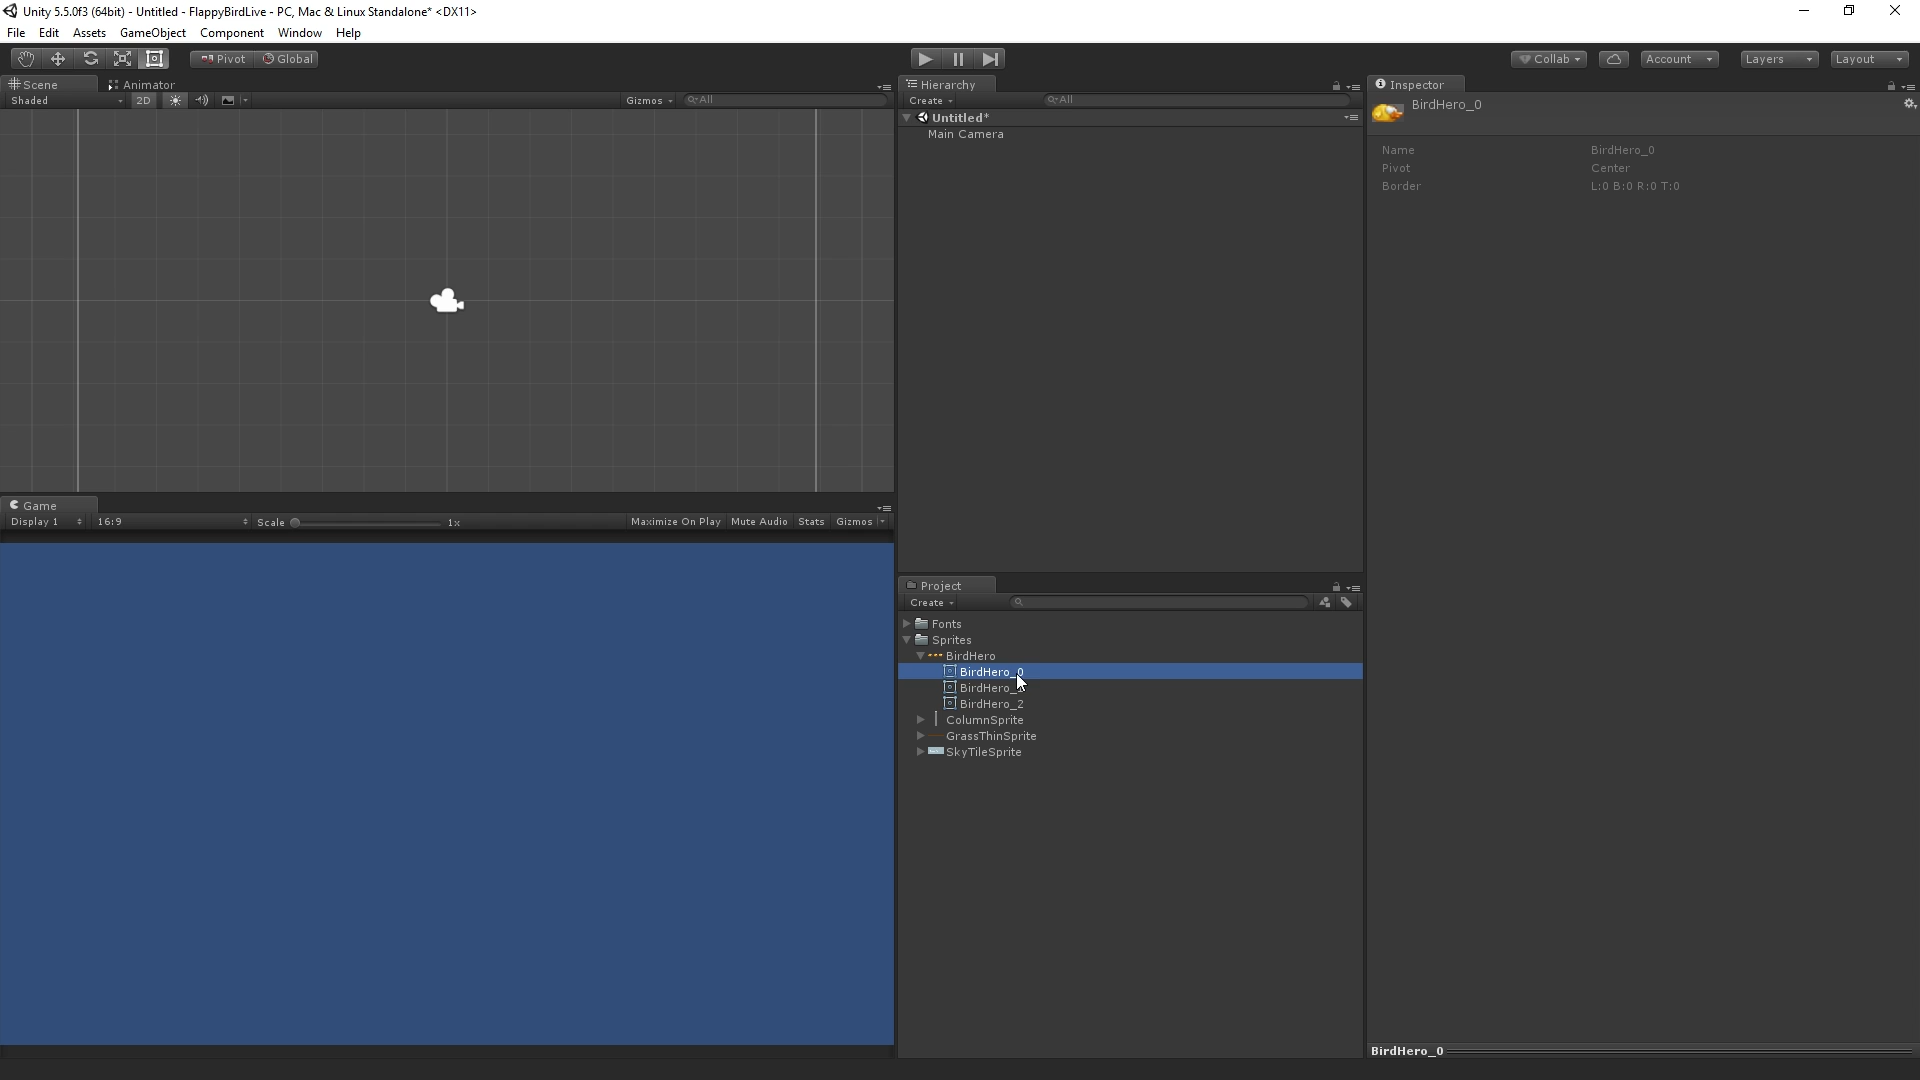 Unity 5.5.0f3 (64bit) - Untitled - FlappyBirdLive - PC, Mac & Linux Standalone* <DX11>
File Edit Assets GameObject Component Window Help
Pivot Global Collab Account Layers Layout
Scene Animator
Shaded 2D Gizmos All
Hierarchy
Create All
Untitled*
Main Camera
Inspector
BirdHero_0
Name BirdHero_0
Pivot Center
Border L:0 B:0 R:0 T:0
Game
Display 1 16:9 Scale 1x Maximize On Play Mute Audio Stats Gizmos
Project
Create
Fonts
Sprites
BirdHero
BirdHero_0
BirdHero_
BirdHero_2
ColumnSprite
GrassThinSprite
SkyTileSprite
BirdHero_0